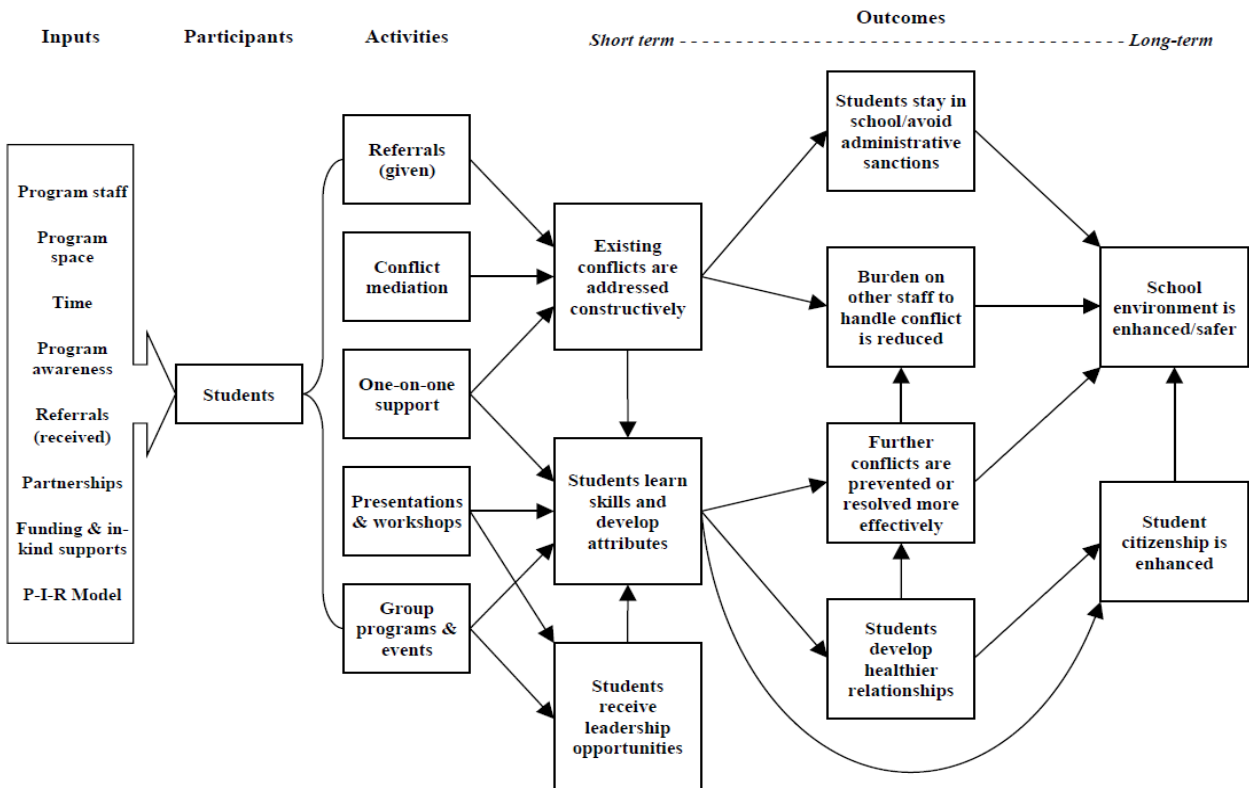 Outcomes
Inputs
Participants
Activities
Short term
Long-term
Program staff
Program
space
Time
Program
awareness
Referrals
(received)
Partnerships
Funding & in-
kind supports
P-I-R Model
Students
Referrals
(given)
Conflict
mediation
One-on-one
support
Presentations
& workshops
Group
programs &
events
Existing
conflicts are
addressed
constructively
Students learn
skills and
develop
attributes
Students
receive
leadership
opportunities
Students stay in
school/avoid
administrative
sanctions
Burden on
other staff to
handle conflict
is reduced
Further
conflicts are
prevented or
resolved more
effectively
Students
develop
healthier
relationships
School
environment is
enhanced/safer
Student
citizenship is
enhanced